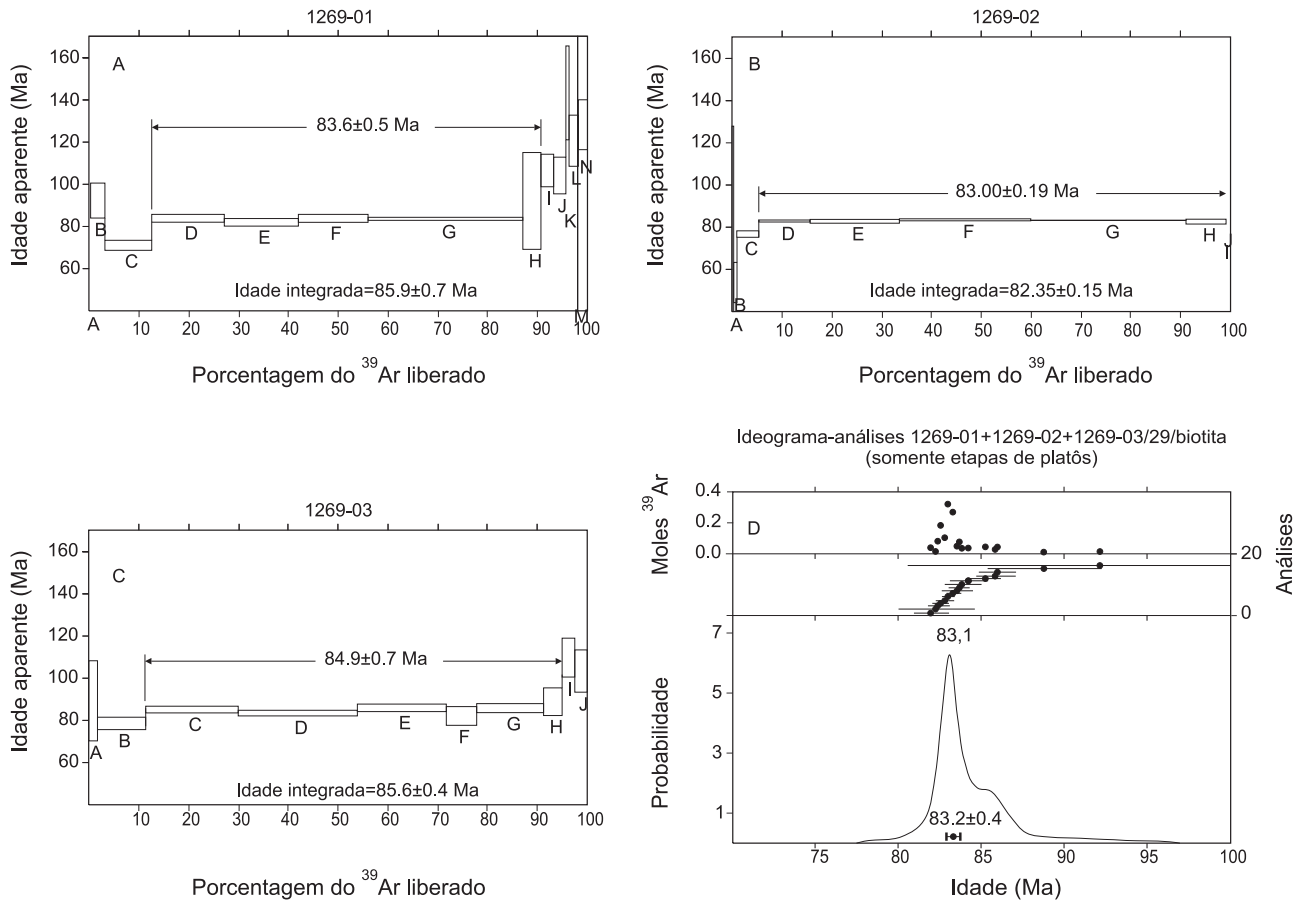 1269-01
Idade aparente (Ma)
160
140
120
100
80
60
A
83.6±0.5 Ma
A
B
C
D
E
F
G
H
I
J
K
L
M
N
Idade integrada=85.9±0.7 Ma
10 20 30 40 50 60 70 80 90 100
Porcentagem do ³⁹Ar liberado
1269-02
Idade aparente (Ma)
160
140
120
100
80
60
B
83.00±0.19 Ma
A
B
C
D
E
F
G
H
I
J
Idade integrada=82.35±0.15 Ma
10 20 30 40 50 60 70 80 90 100
Porcentagem do ³⁹Ar liberado
1269-03
Idade aparente (Ma)
160
140
120
100
80
60
C
84.9±0.7 Ma
A
B
C
D
E
F
G
H
I
J
Idade integrada=85.6±0.4 Ma
10 20 30 40 50 60 70 80 90 100
Porcentagem do ³⁹Ar liberado
Ideograma-análises 1269-01+1269-02+1269-03/29/biotita
(somente etapas de platôs)
Moles ³⁹Ar
0.4
0.2
0.0
D
20
0
Análises
Probabilidade
7
5
3
1
83,1
83.2±0.4
75 80 85 90 95 100
Idade (Ma)